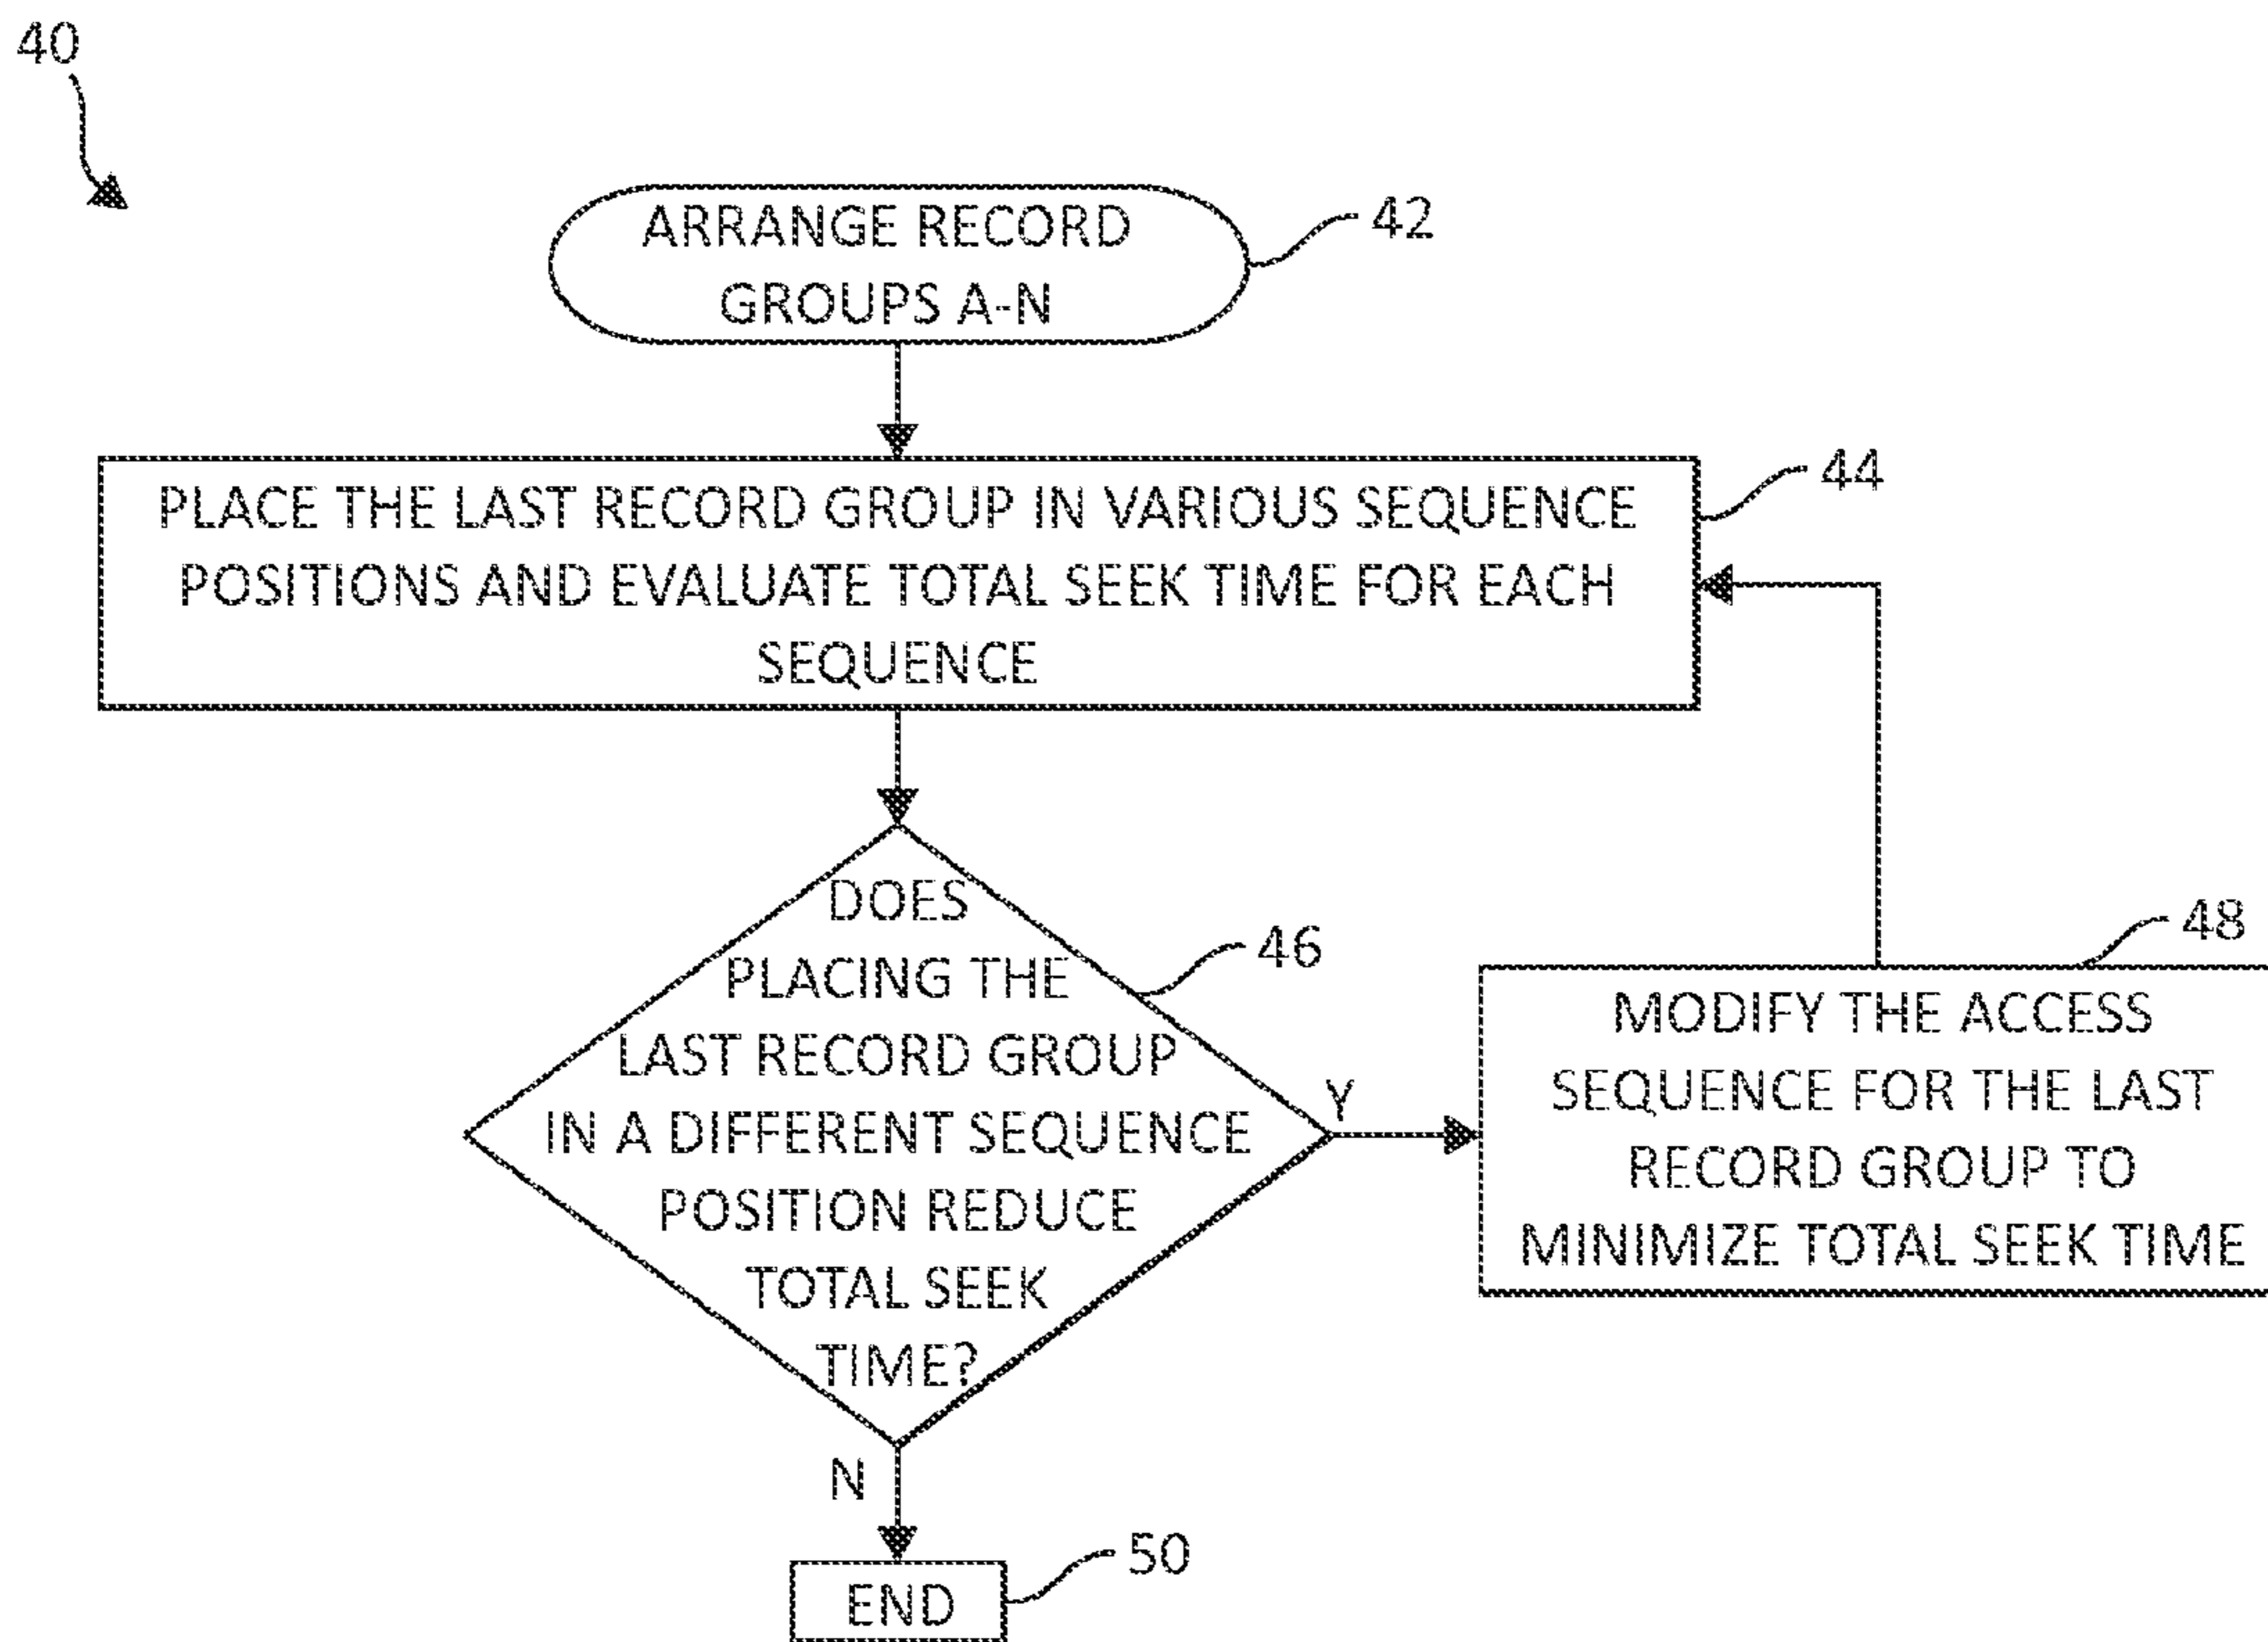 40
ARRANGE RECORD
GROUPS A-N
42
PLACE THE LAST RECORD GROUP IN VARIOUS SEQUENCE
POSITIONS AND EVALUATE TOTAL SEEK TIME FOR EACH
SEQUENCE
44
DOES
PLACING THE
LAST RECORD GROUP
IN A DIFFERENT SEQUENCE
POSITION REDUCE
TOTAL SEEK
TIME?
46
Y
48
MODIFY THE ACCESS
SEQUENCE FOR THE LAST
RECORD GROUP TO
MINIMIZE TOTAL SEEK TIME
N
END
50